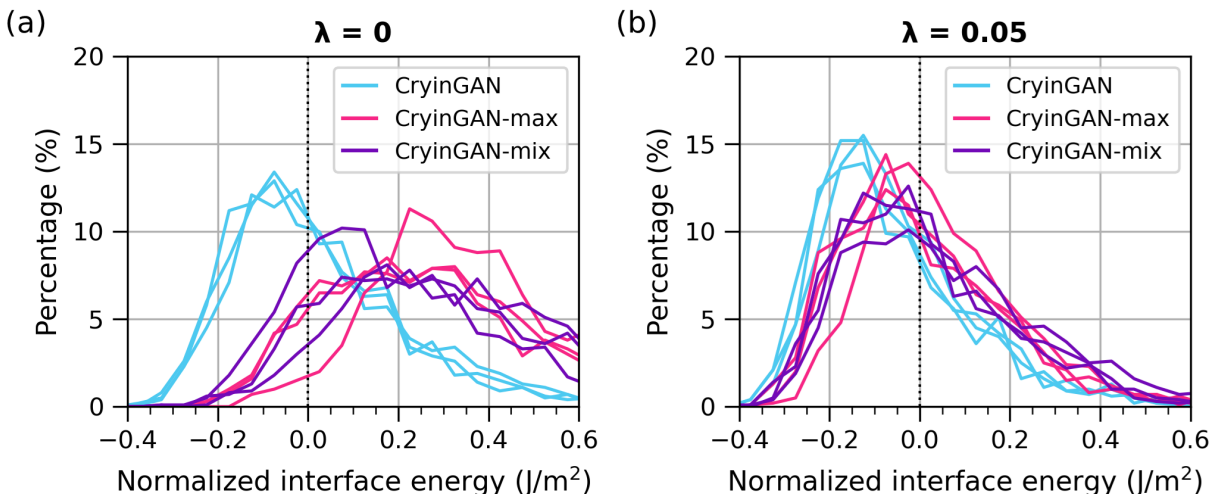 (a)
λ = 0
20
15
10
5
0
Percentage (%)
CryinGAN
CryinGAN-max
CryinGAN-mix
−0.4 −0.2 0.0 0.2 0.4 0.6
Normalized interface energy (J/m²)
(b)
λ = 0.05
20
15
10
5
0
Percentage (%)
CryinGAN
CryinGAN-max
CryinGAN-mix
−0.4 −0.2 0.0 0.2 0.4 0.6
Normalized interface energy (J/m²)